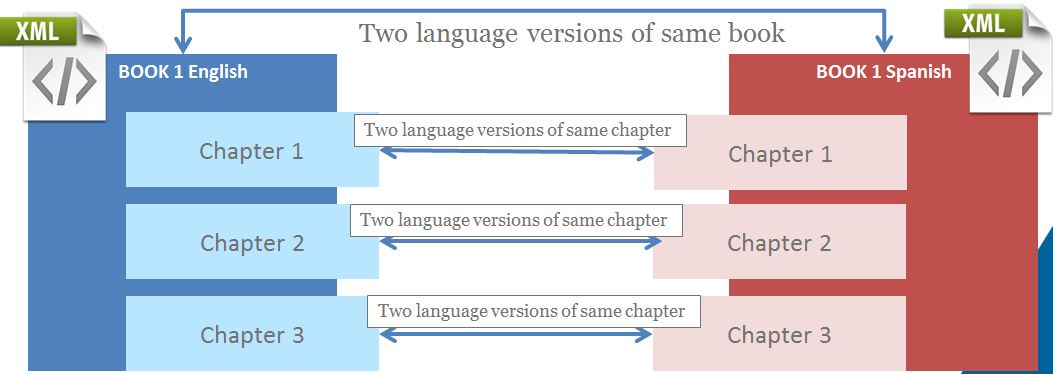 XML
XML
Two language versions of same book
BOOK 1 English
BOOK 1 Spanish
Two language versions of same chapter
Chapter 1
Chapter 1
Two language versions of same chapter
Chapter 2
Chapter 2
Two language versions of same chapter
Chapter 3
Chapter 3